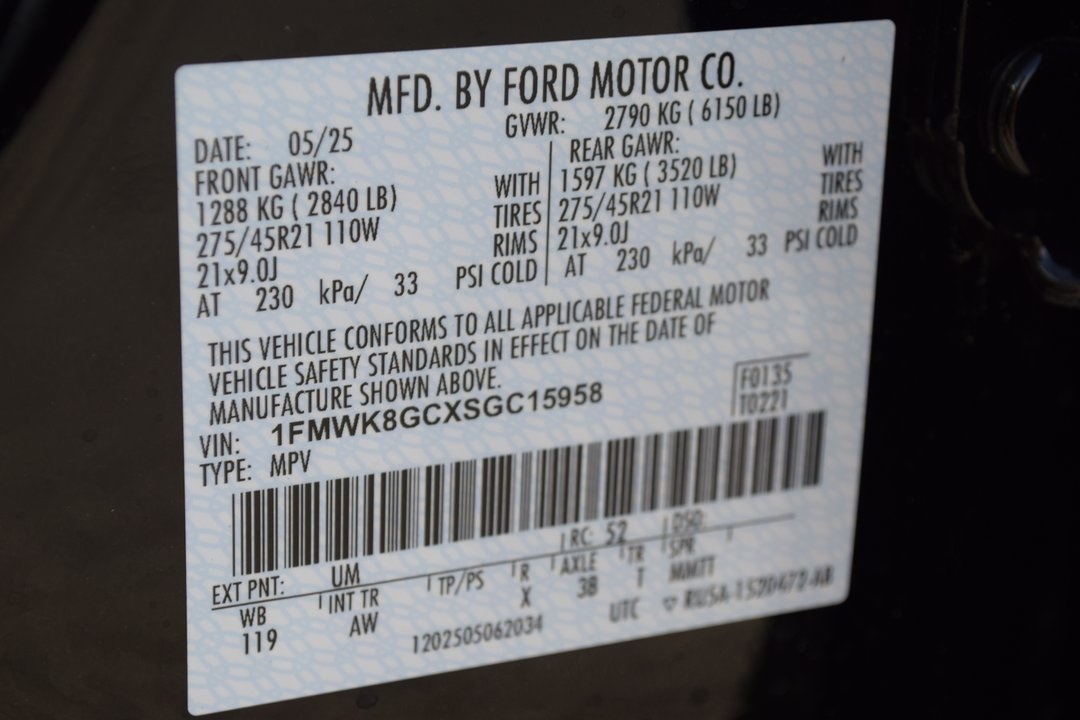 MFD. BY FORD MOTOR CO.
DATE: 05/25 GVWR: 2790 KG ( 6150 LB)
FRONT GAWR: REAR GAWR:
1288 KG ( 2840 LB) WITH 1597 KG ( 3520 LB) WITH
275/45R21 110W TIRES 275/45R21 110W TIRES
21x9.0J RIMS 21x9.0J RIMS
AT 230 kPa/ 33 PSI COLD AT 230 kPa/ 33 PSI COLD
THIS VEHICLE CONFORMS TO ALL APPLICABLE FEDERAL MOTOR
VEHICLE SAFETY STANDARDS IN EFFECT ON THE DATE OF
MANUFACTURE SHOWN ABOVE.
F0135
VIN: 1FMWK8GCXSGC15958 T0221
TYPE: MPV
EXT PNT: UM RC: 52 DSO:
WB INT TR TP/PS R AXLE TR SPR
119 AW X 38 T MMTT
1202505062034 UTC